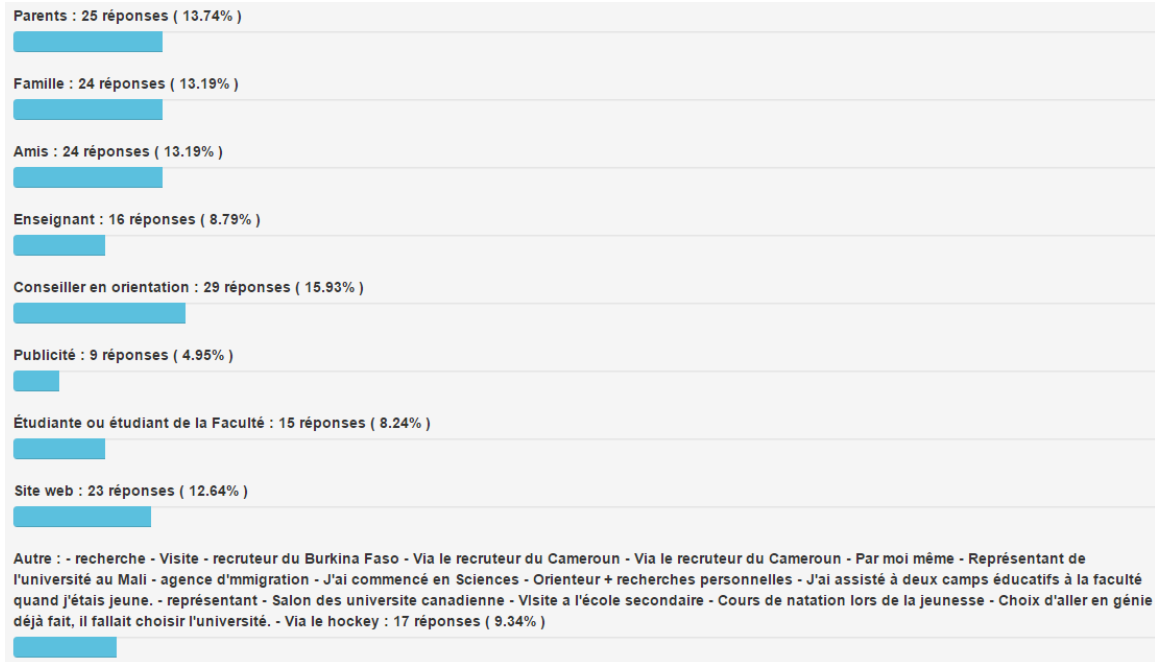 Parents : 25 réponses ( 13.74% )
Famille : 24 réponses ( 13.19% )
Amis : 24 réponses ( 13.19% )
Enseignant : 16 réponses ( 8.79% )
Conseiller en orientation : 29 réponses ( 15.93% )
Publicité : 9 réponses ( 4.95% )
Étudiante ou étudiant de la Faculté : 15 réponses ( 8.24% )
Site web : 23 réponses ( 12.64% )
Autre : - recherche - Visite - recruteur du Burkina Faso - Via le recruteur du Cameroun - Via le recruteur du Cameroun - Par moi même - Représentant de
l'université au Mali - agence d'mmigration - J'ai commencé en Sciences - Orienteur + recherches personnelles - J'ai assisté à deux camps éducatifs à la faculté
quand j'étais jeune. - représentant - Salon des universite canadienne - VIsite a l'école secondaire - Cours de natation lors de la jeunesse - Choix d'aller en génie
déjà fait, il fallait choisir l'université. - Via le hockey : 17 réponses ( 9.34% )